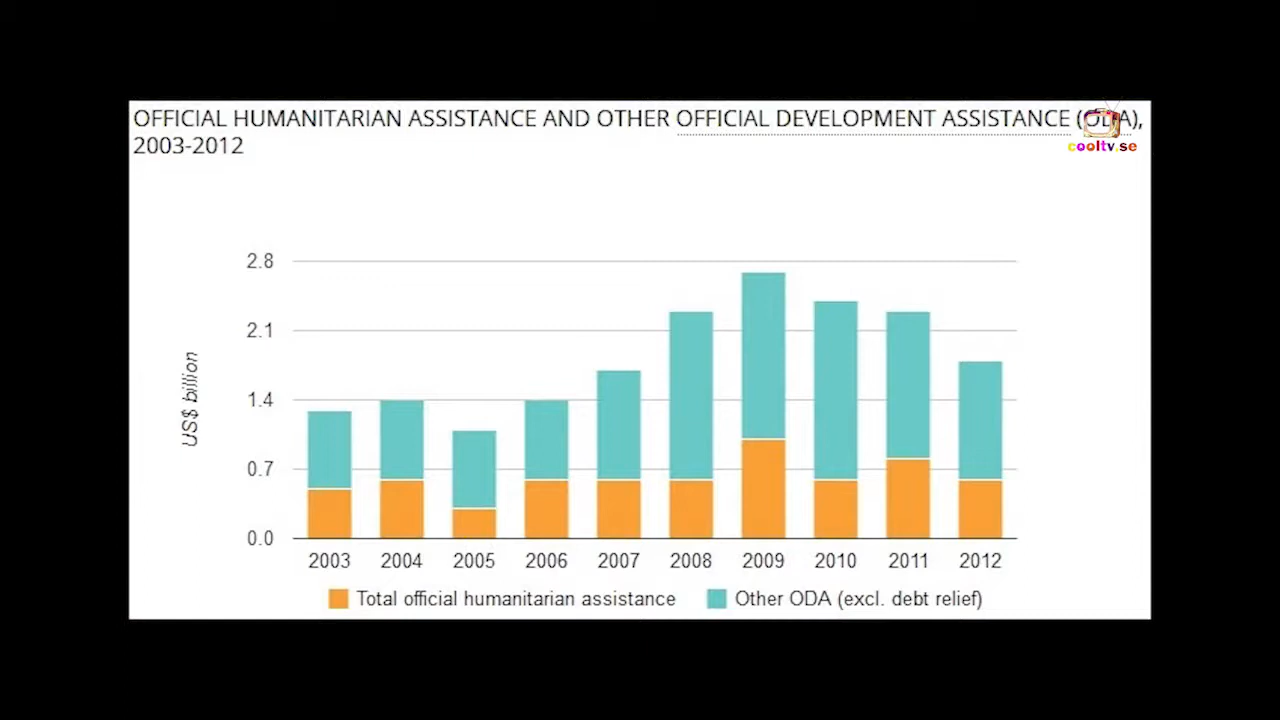 OFFICIAL HUMANITARIAN ASSISTANCE AND OTHER OFFICIAL DEVELOPMENT ASSISTANCE (ODA),
2003-2012
cooltv.se
2.8
2.1
1.4
0.7
0.0
US$ billion
2003 2004 2005 2006 2007 2008 2009 2010 2011 2012
Total official humanitarian assistance Other ODA (excl. debt relief)